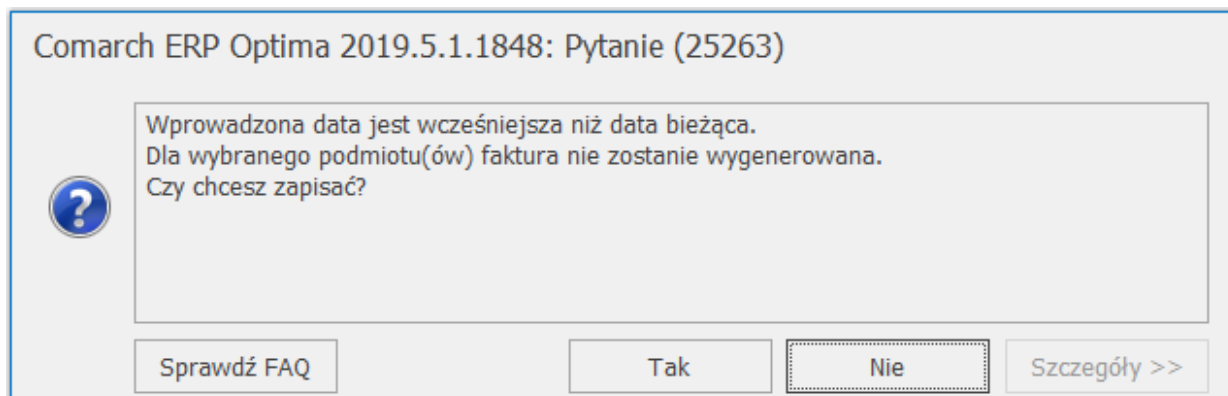 Comarch ERP Optima 2019.5.1.1848: Pytanie (25263)
Wprowadzona data jest wcześniejsza niż data bieżąca.
Dla wybranego podmiotu(ów) faktura nie zostanie wygenerowana.
Czy chcesz zapisać?
Sprawdź FAQ
Tak
Nie
Szczegóły >>